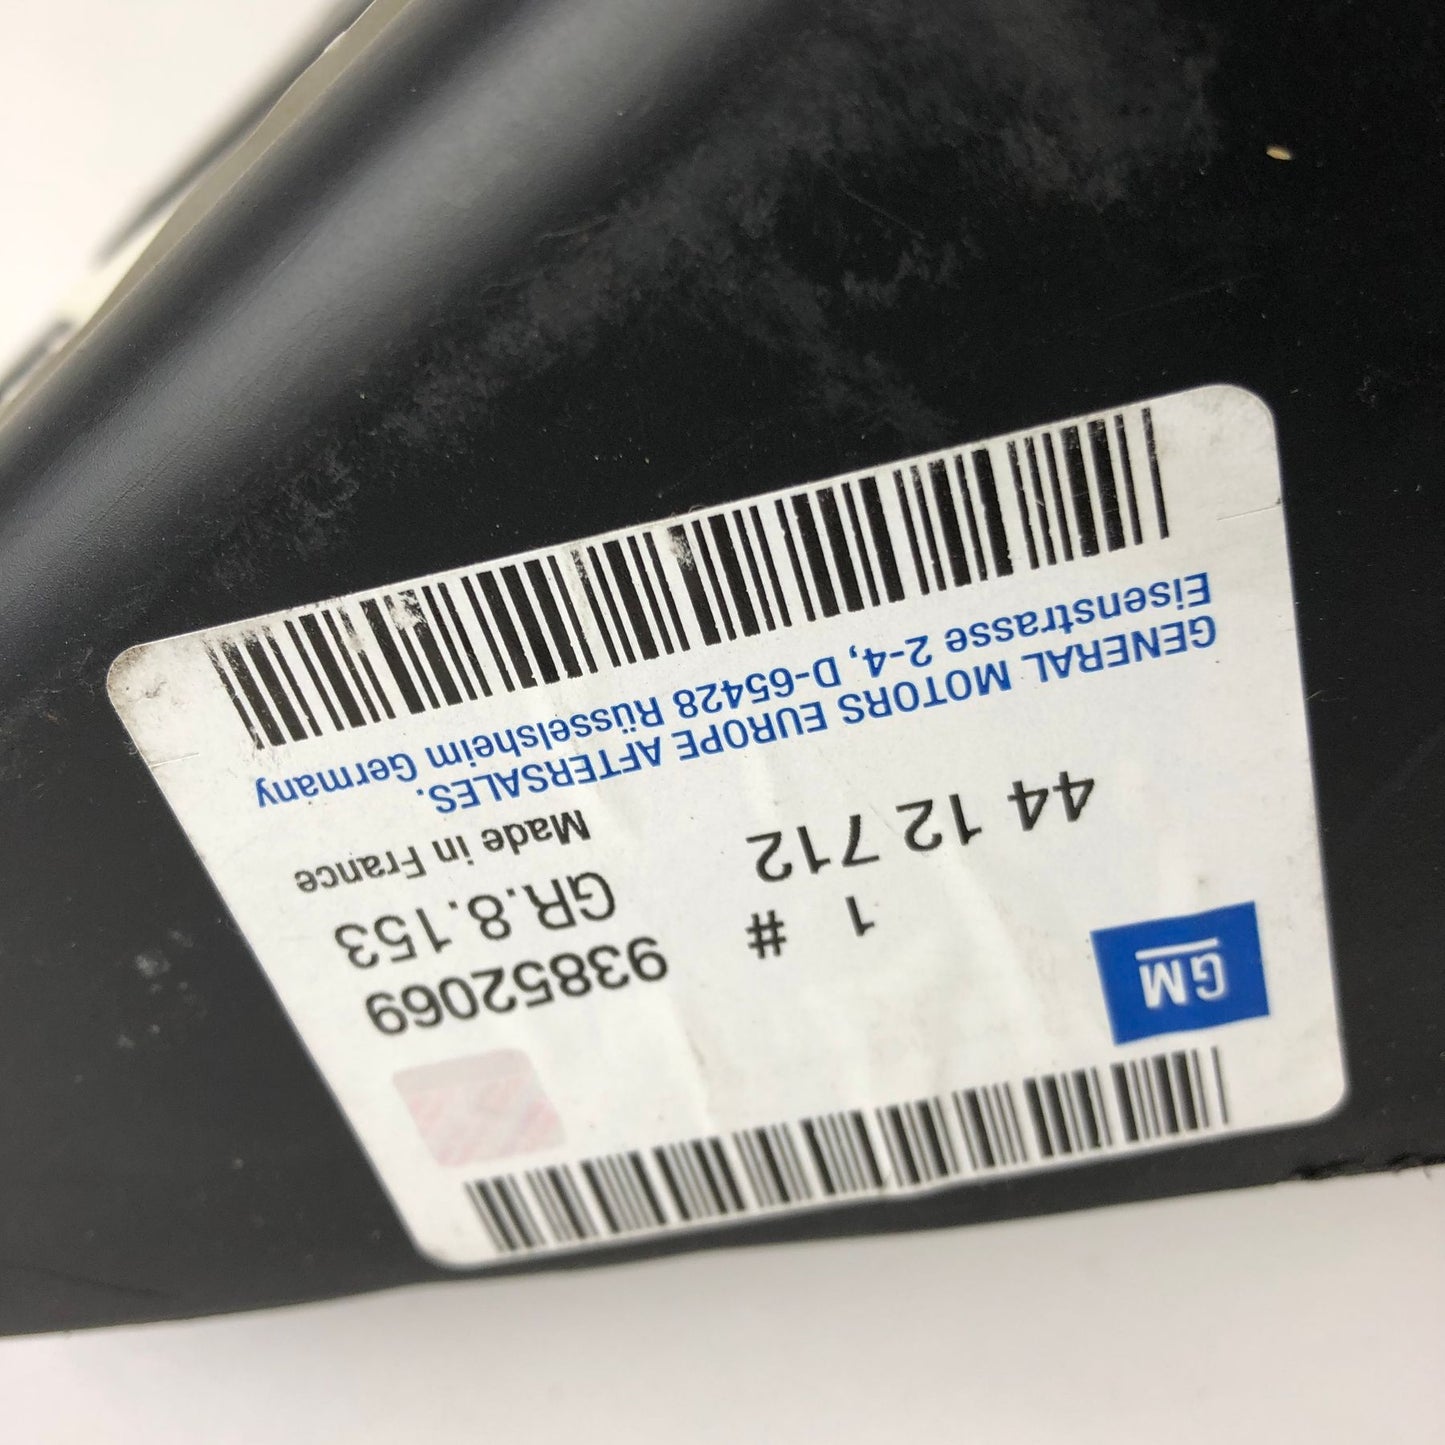 GM
1 # 93852069
44 12 712 GR.8.153
Made in France
GENERAL MOTORS EUROPE AFTERSALES.
Eisenstrasse 2-4, D-65428 Rüsselsheim Germany